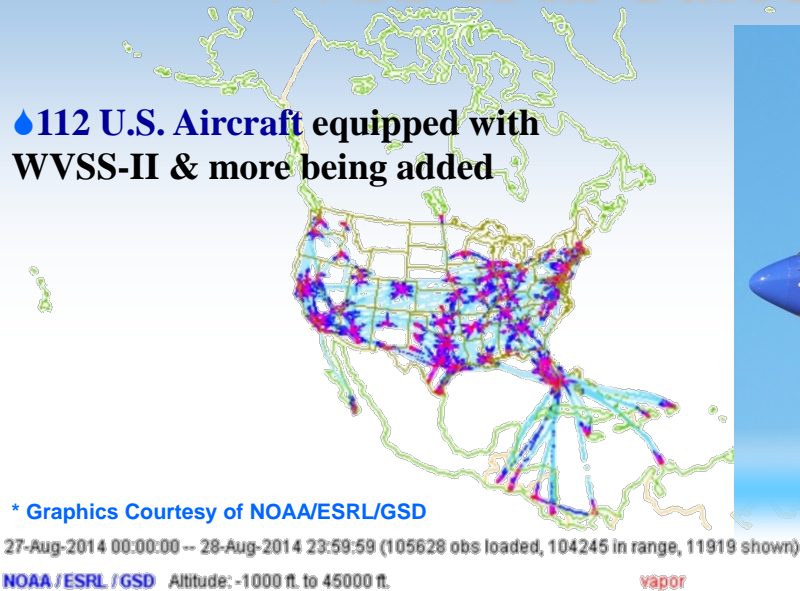 112 U.S. Aircraft equipped with
WVSS-II & more being added
* Graphics Courtesy of NOAA/ESRL/GSD
27-Aug-2014 00:00:00 -- 28-Aug-2014 23:59:59 (105628 obs loaded, 104245 in range, 11919 shown)
NOAA / ESRL / GSD Altitude: -1000 ft. to 45000 ft. vapor